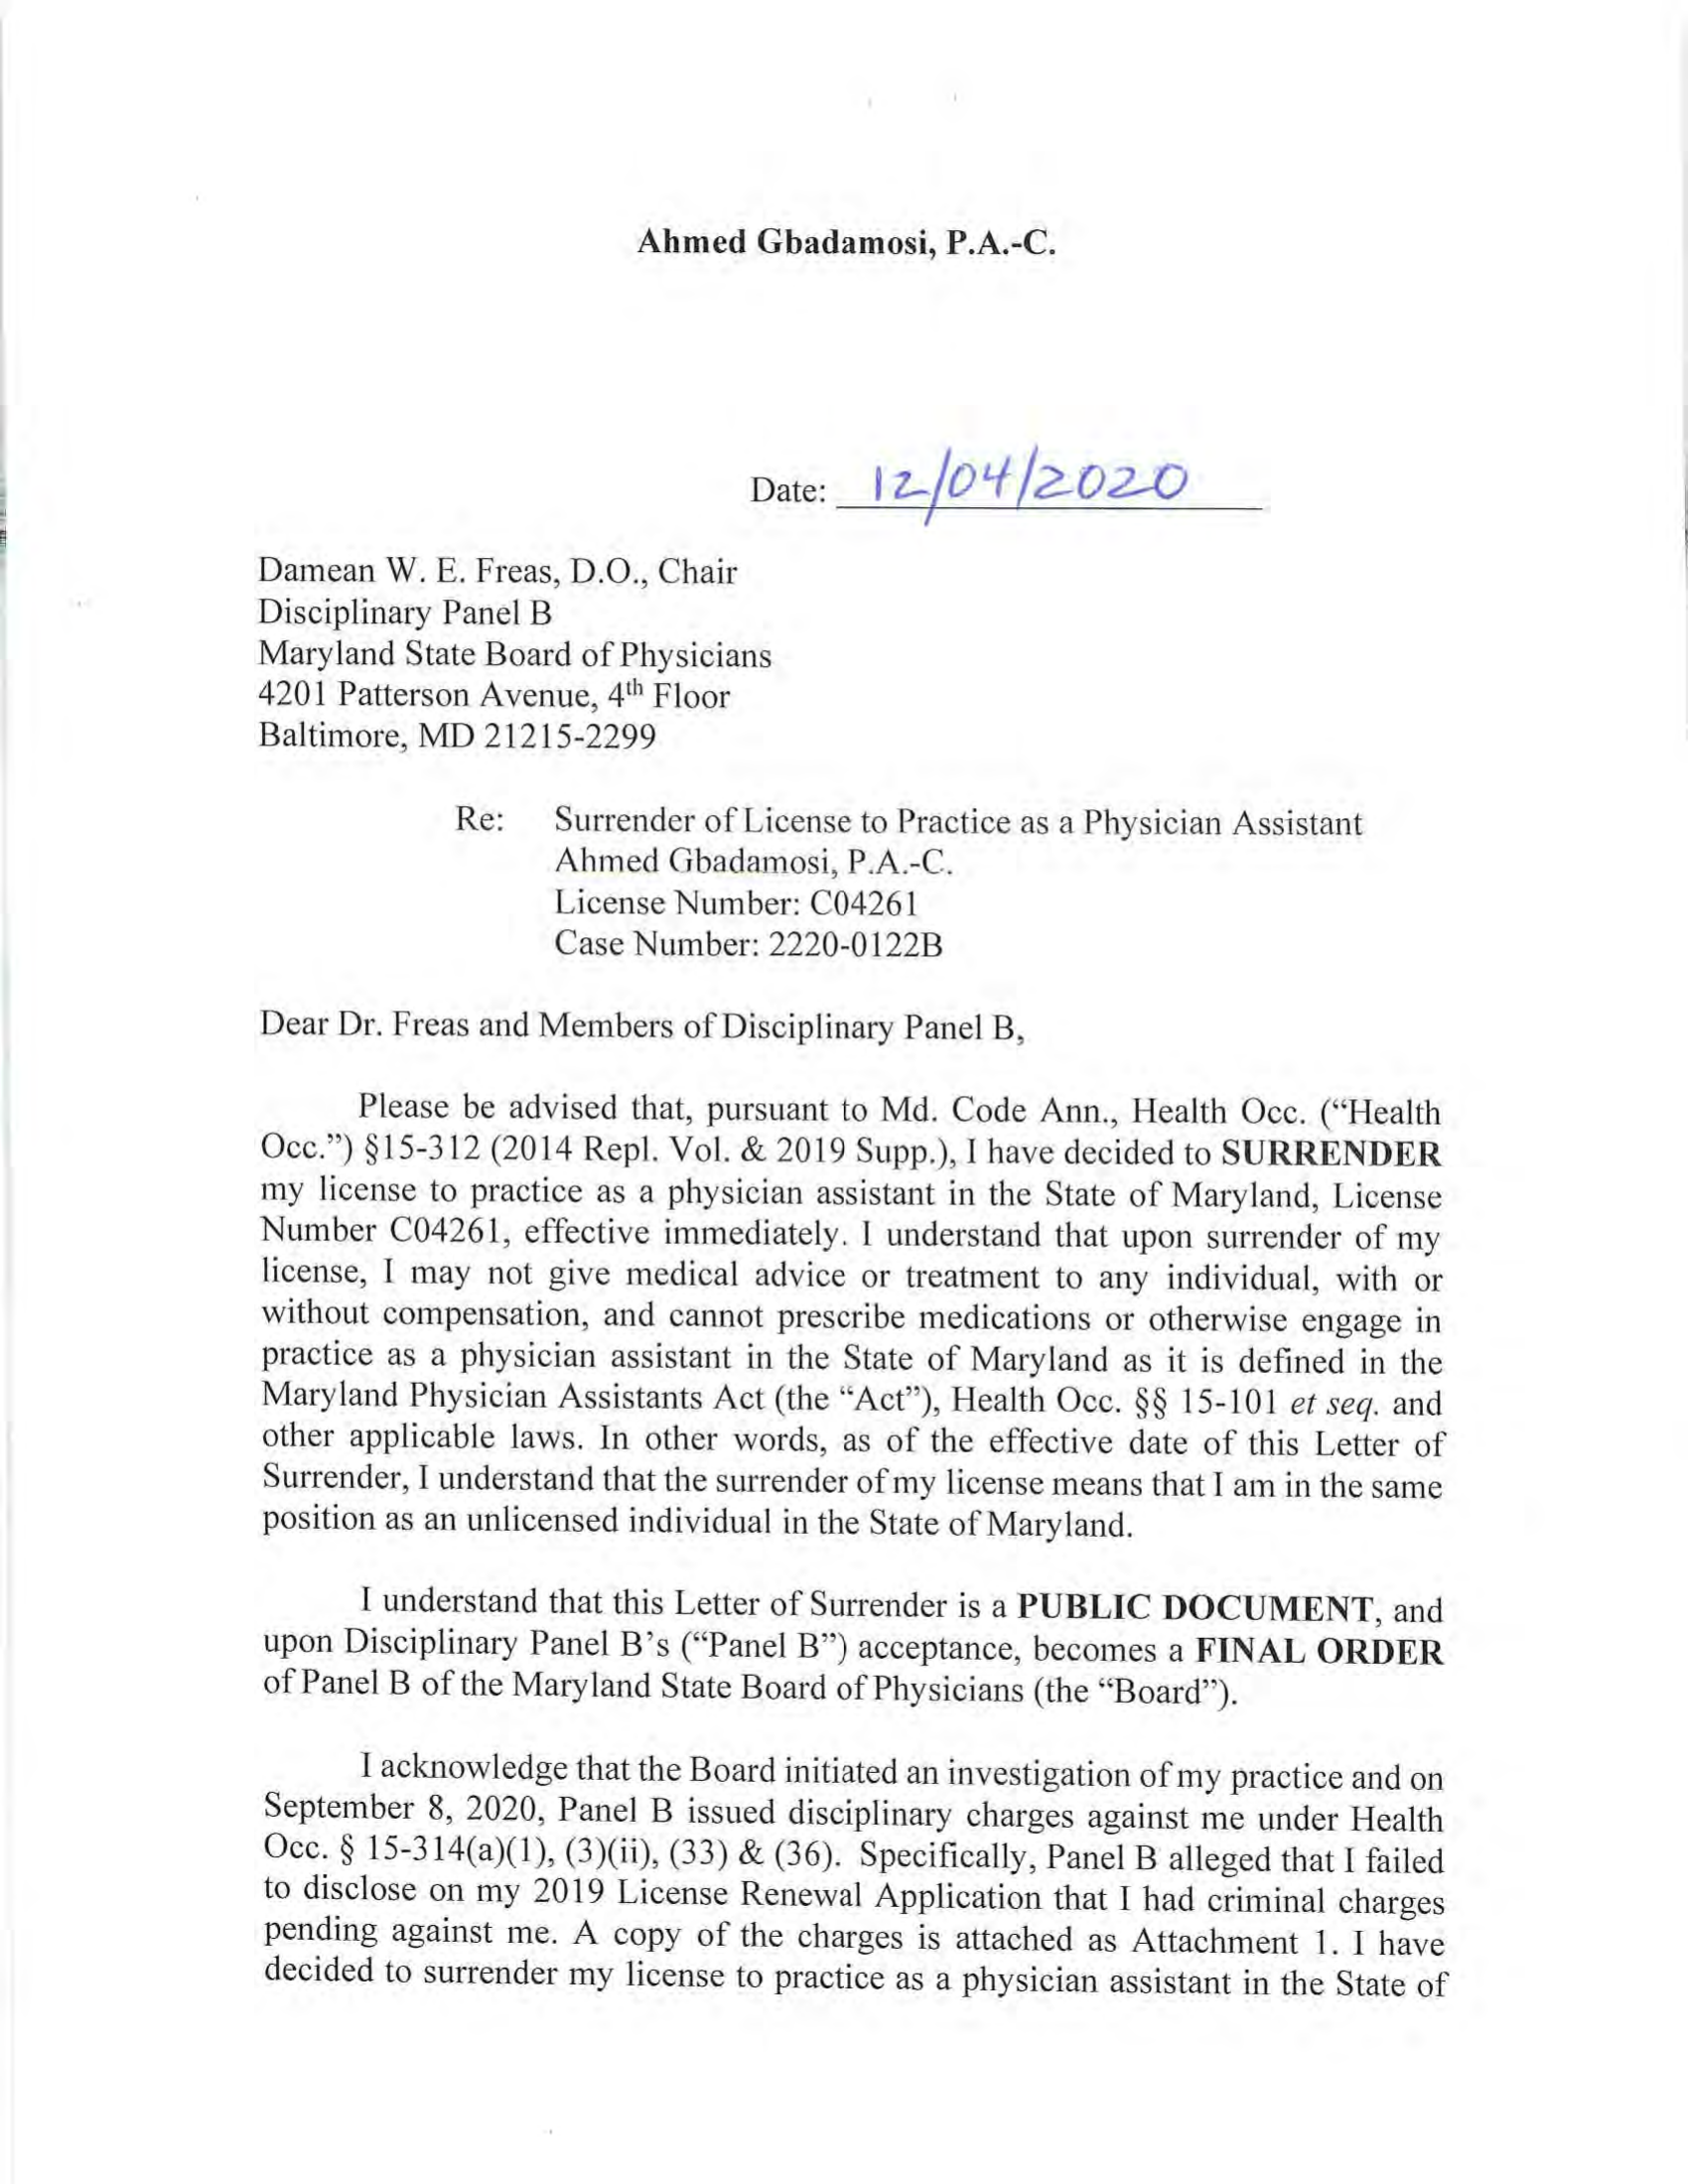 Ahmed Gbadamosi, P.A.-C.
Date: 12/04/2020
Damean W. E. Freas, D.O., Chair
Disciplinary Panel B
Maryland State Board of Physicians
4201 Patterson Avenue, 4th Floor
Baltimore, MD 21215-2299
Re: Surrender of License to Practice as a Physician Assistant
Ahmed Gbadamosi, P.A.-C.
License Number: C04261
Case Number: 2220-0122B
Dear Dr. Freas and Members of Disciplinary Panel B,
Please be advised that, pursuant to Md. Code Ann., Health Occ. (“Health
Occ.”) §15-312 (2014 Repl. Vol. & 2019 Supp.), I have decided to SURRENDER
my license to practice as a physician assistant in the State of Maryland, License
Number C04261, effective immediately. I understand that upon surrender of my
license, I may not give medical advice or treatment to any individual, with or
without compensation, and cannot prescribe medications or otherwise engage in
practice as a physician assistant in the State of Maryland as it is defined in the
Maryland Physician Assistants Act (the “Act”), Health Occ. §§ 15-101 et seq. and
other applicable laws. In other words, as of the effective date of this Letter of
Surrender, I understand that the surrender of my license means that I am in the same
position as an unlicensed individual in the State of Maryland.
I understand that this Letter of Surrender is a PUBLIC DOCUMENT, and
upon Disciplinary Panel B’s (“Panel B”) acceptance, becomes a FINAL ORDER
of Panel B of the Maryland State Board of Physicians (the “Board”).
I acknowledge that the Board initiated an investigation of my practice and on
September 8, 2020, Panel B issued disciplinary charges against me under Health
Occ. § 15-314(a)(1), (3)(ii), (33) & (36). Specifically, Panel B alleged that I failed
to disclose on my 2019 License Renewal Application that I had criminal charges
pending against me. A copy of the charges is attached as Attachment 1. I have
decided to surrender my license to practice as a physician assistant in the State of